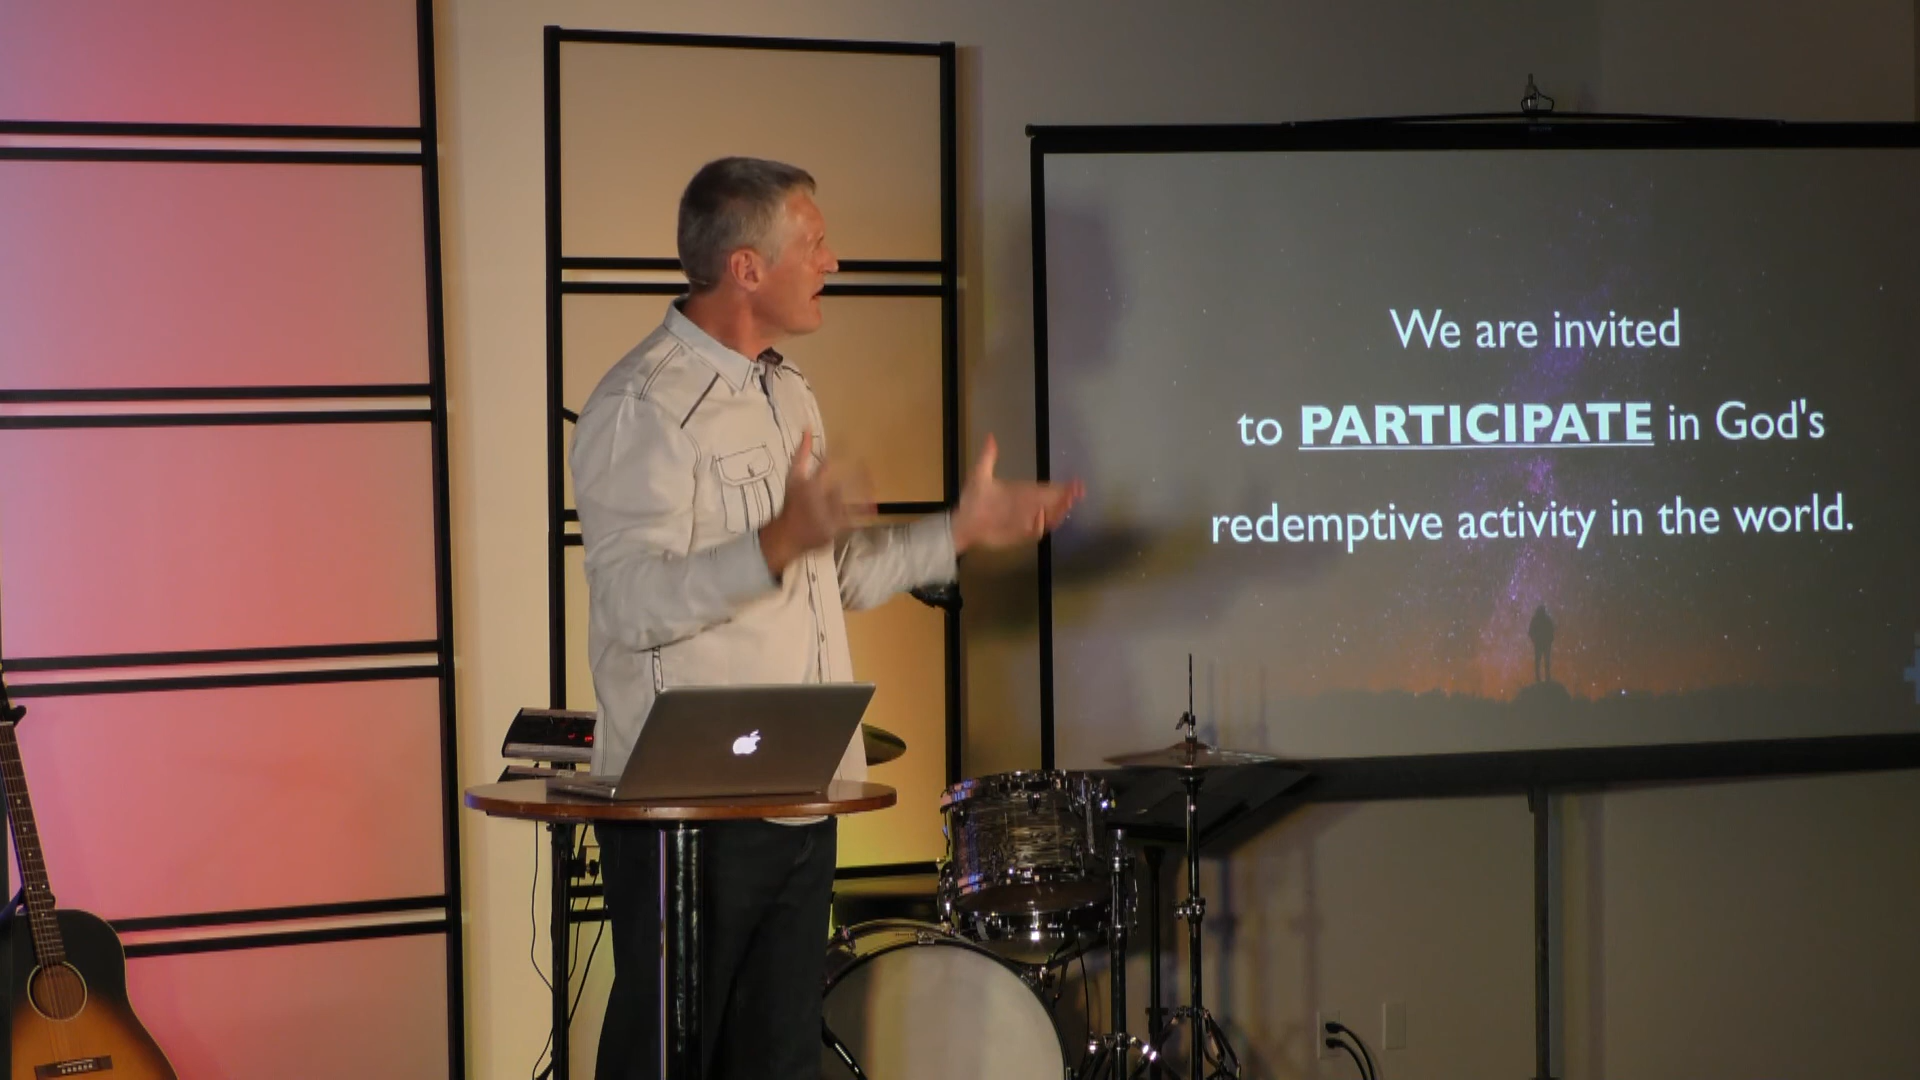 We are invited
to PARTICIPATE in God's
redemptive activity in the world.